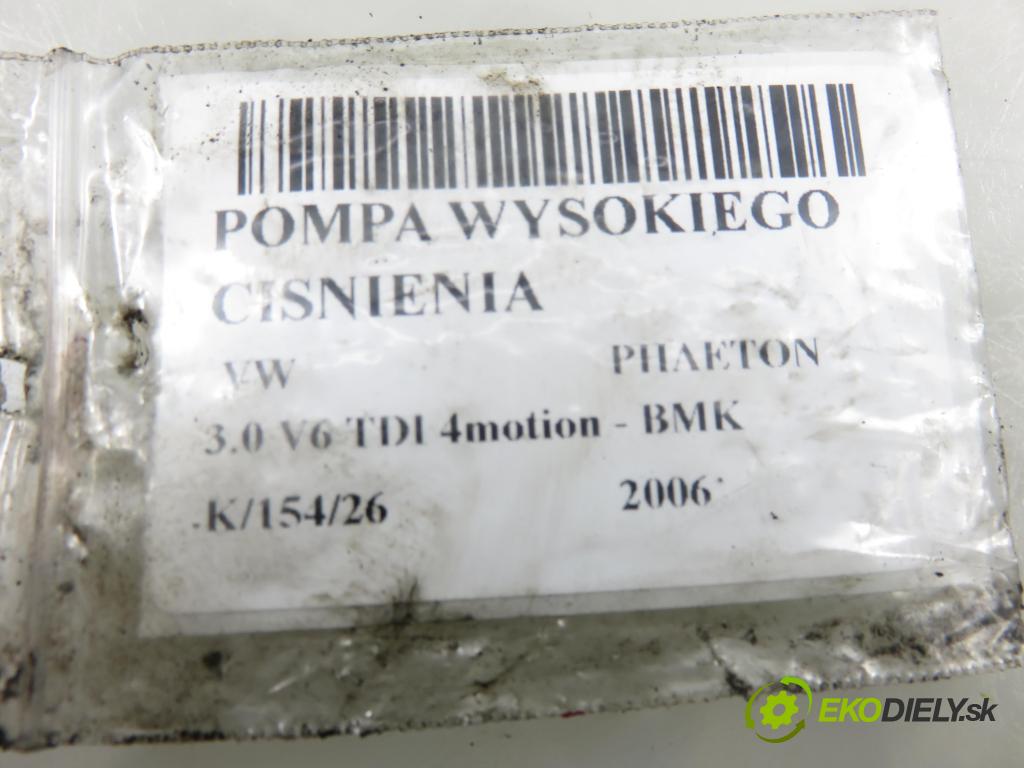 POMPA WYSOKIEGO
CISNIENIA
VW PHAETON
3.0 V6 TDI 4motion - BMK
K/154/26 2006
EKODIELY.sk